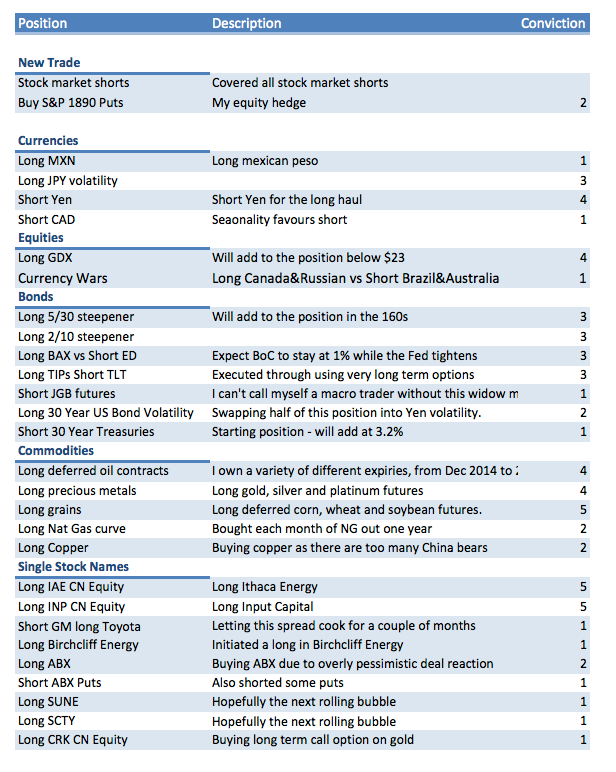 Position Description Conviction
New Trade
Stock market shorts Covered all stock market shorts
Buy S&P 1890 Puts My equity hedge 2
Currencies
Long MXN Long mexican peso 1
Long JPY volatility 3
Short Yen Short Yen for the long haul 4
Short CAD Seaonality favours short 1
Equities
Long GDX Will add to the position below $23 4
Currency Wars Long Canada&Russian vs Short Brazil&Australia 1
Bonds
Long 5/30 steepener Will add to the position in the 160s 3
Long 2/10 steepener 3
Long BAX vs Short ED Expect BoC to stay at 1% while the Fed tightens 3
Long TIPs Short TLT Executed through using very long term options 3
Short JGB futures I can't call myself a macro trader without this widow m 1
Long 30 Year US Bond Volatility Swapping half of this position into Yen volatility. 2
Short 30 Year Treasuries Starting position - will add at 3.2% 1
Commodities
Long deferred oil contracts I own a variety of different expiries, from Dec 2014 to 4
Long precious metals Long gold, silver and platinum futures 4
Long grains Long deferred corn, wheat and soybean futures. 5
Long Nat Gas curve Bought each month of NG out one year 2
Long Copper Buying copper as there are too many China bears 2
Single Stock Names
Long IAE CN Equity Long Ithaca Energy 5
Long INP CN Equity Long Input Capital 5
Short GM long Toyota Letting this spread cook for a couple of months 1
Long Birchcliff Energy Initiated a long in Birchcliff Energy 1
Long ABX Buying ABX due to overly pessimistic deal reaction 2
Short ABX Puts Also shorted some puts 1
Long SUNE Hopefully the next rolling bubble 1
Long SCTY Hopefully the next rolling bubble 1
Long CRK CN Equity Buying long term call option on gold 1